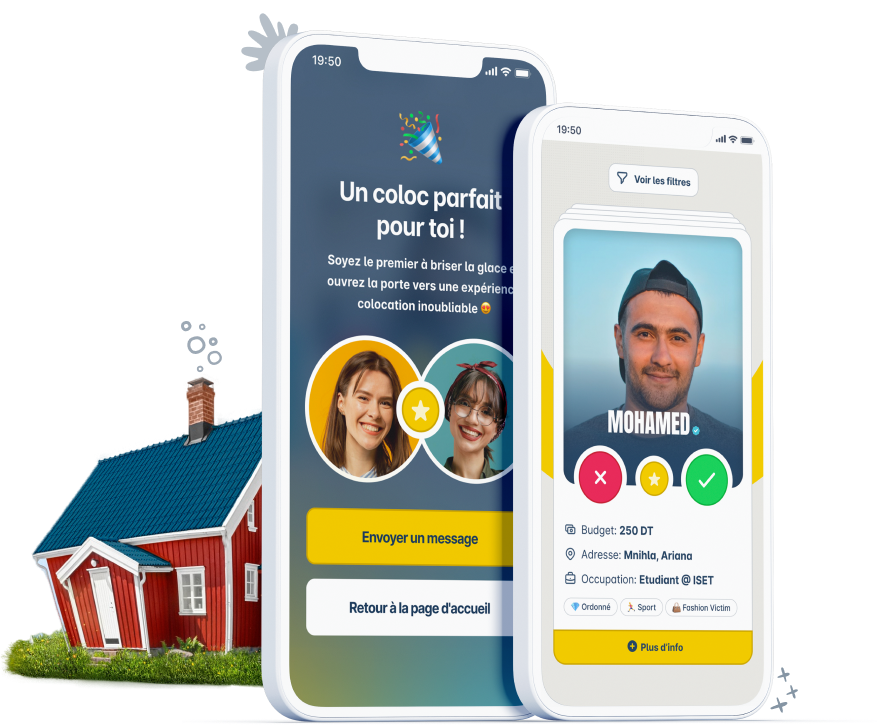 19:50
Un coloc parfait
pour toi !
Soyez le premier à briser la glace
ouvrez la porte vers une
colocation inoubliable 😍
Envoyer un message
Retour à la page d'accueil
19:50
Voir les filtres
MOHAMED
Budget: 250 DT
Adresse: Mnihla, Ariana
Occupation: Etudiant @ ISET
💎 Ordonné
🏃 Sport
👜 Fashion Victim
Plus d'info